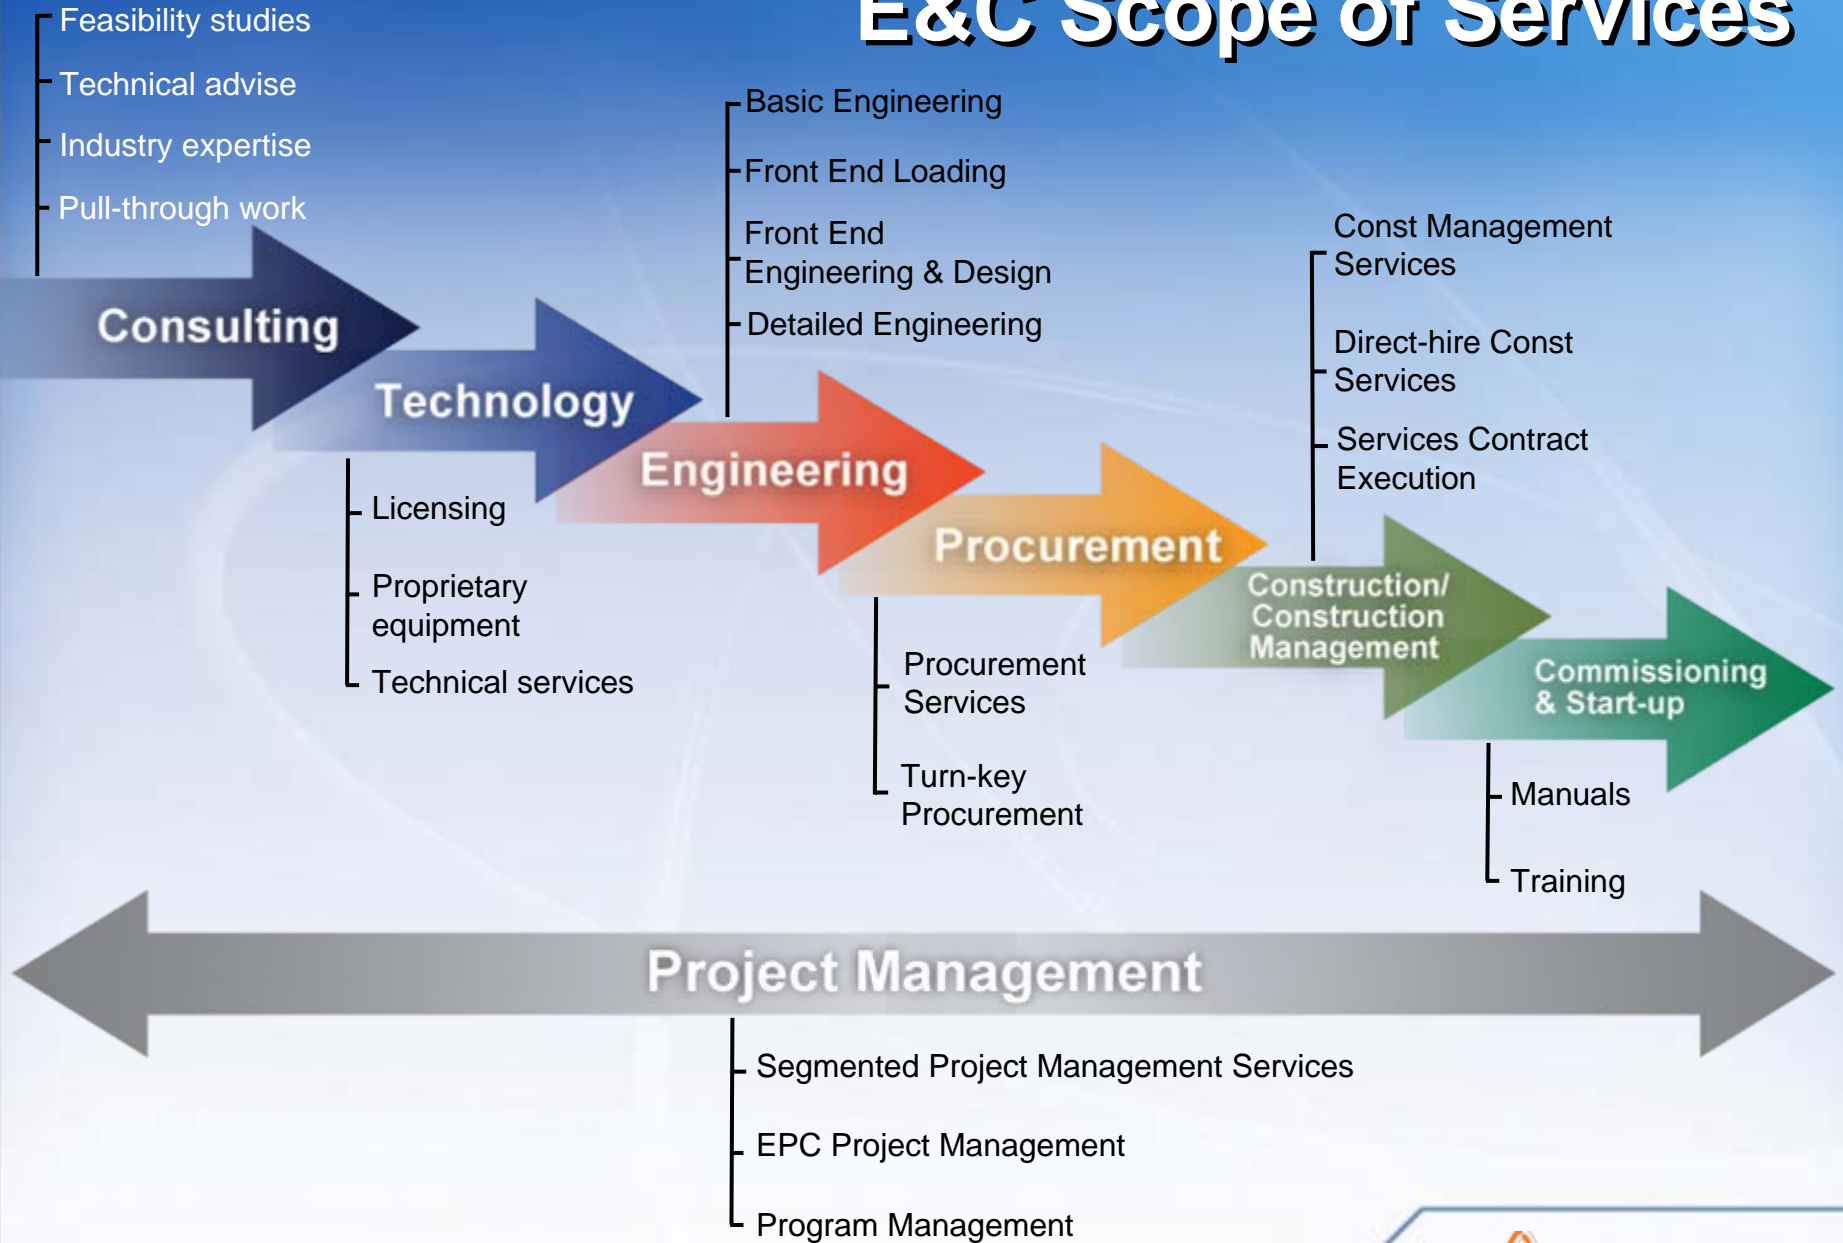 E&C Scope of Services
Feasibility studies
Technical advise
Industry expertise
Pull-through work
Consulting
Technology
Licensing
Proprietary
equipment
Technical services
Basic Engineering
Front End Loading
Front End
Engineering & Design
Detailed Engineering
Engineering
Procurement
Procurement
Services
Turn-key
Procurement
Const Management
Services
Direct-hire Const
Services
Services Contract
Execution
Construction/
Construction
Management
Commissioning
& Start-up
Manuals
Training
Project Management
Segmented Project Management Services
EPC Project Management
Program Management